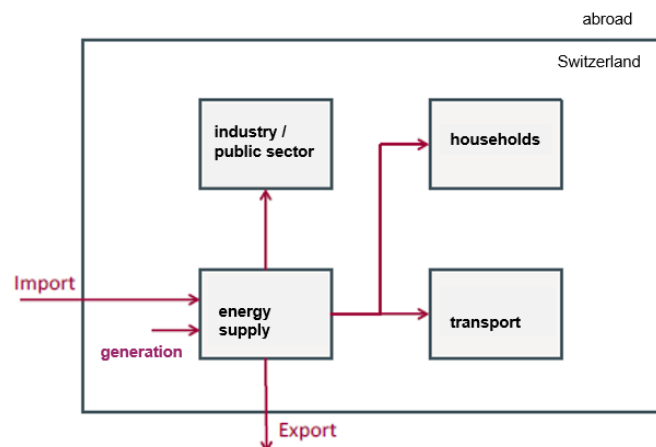 abroad
Switzerland
industry /
public sector
households
Import
energy
supply
generation
transport
Export